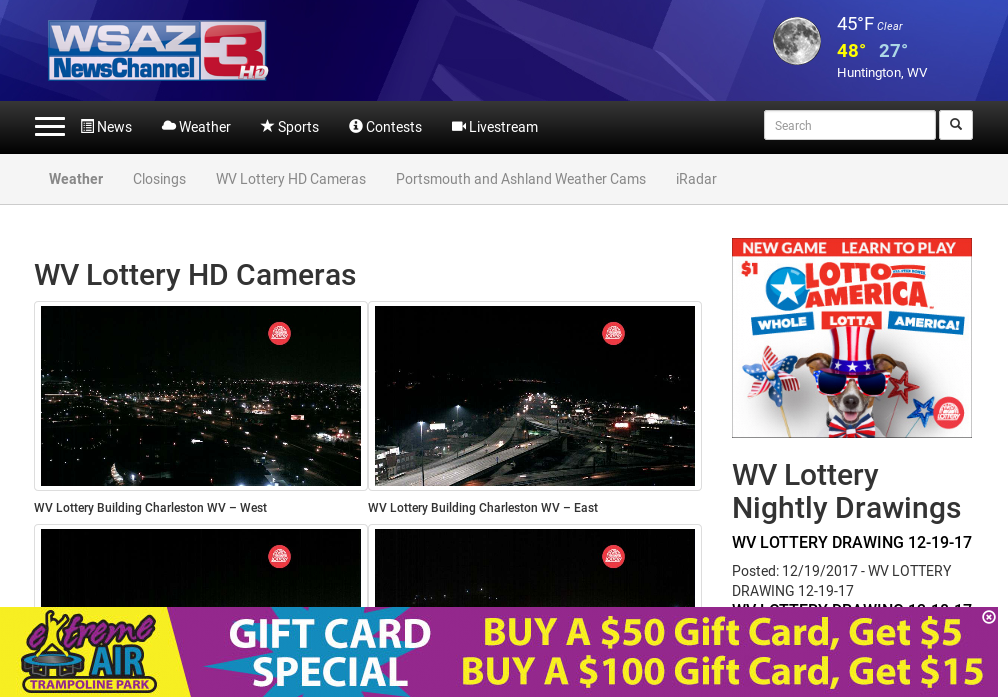 WSAZ 3
NewsChannel HD
45°F Clear
48° 27°
Huntington, WV
News Weather Sports Contests Livestream
Search
Weather Closings WV Lottery HD Cameras Portsmouth and Ashland Weather Cams iRadar
WV Lottery HD Cameras
WV Lottery Building Charleston WV – West
WV Lottery Building Charleston WV – East
NEW GAME LEARN TO PLAY
$1 LOTTO
AMERICA
WHOLE LOTTA AMERICA!
WV Lottery
Nightly Drawings
WV LOTTERY DRAWING 12-19-17
Posted: 12/19/2017 - WV LOTTERY
DRAWING 12-19-17
extreme
AIR
TRAMPOLINE PARK
GIFT CARD
SPECIAL
BUY A $50 Gift Card, Get $5
BUY A $100 Gift Card, Get $15